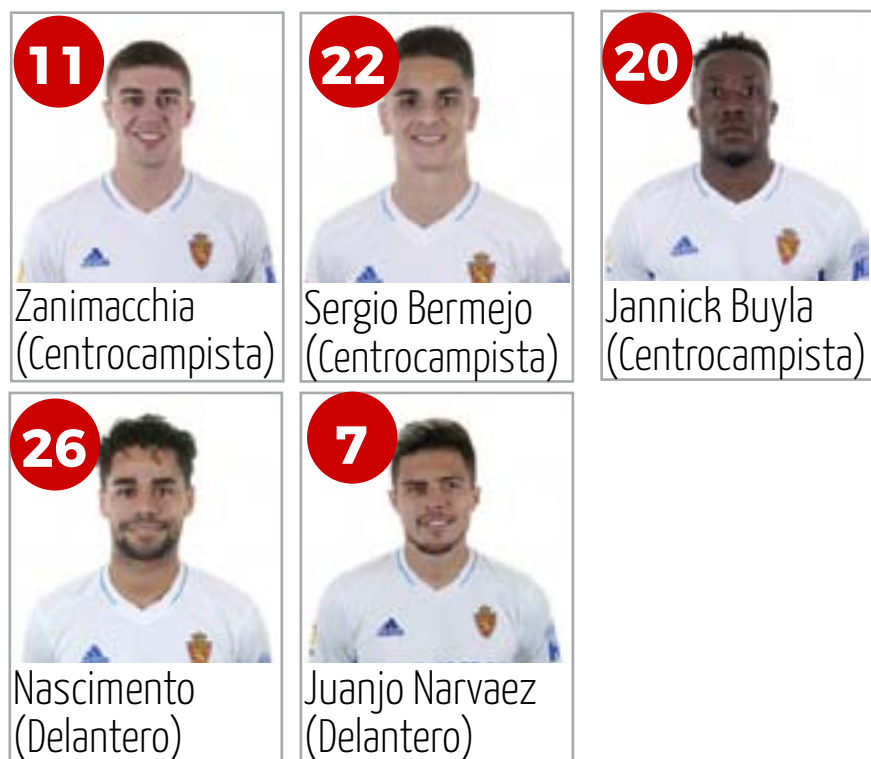 11
Zanimacchia
(Centrocampista)
22
Sergio Bermejo
(Centrocampista)
20
Jannick Buyla
(Centrocampista)
26
Nascimento
(Delantero)
7
Juanjo Narvaez
(Delantero)